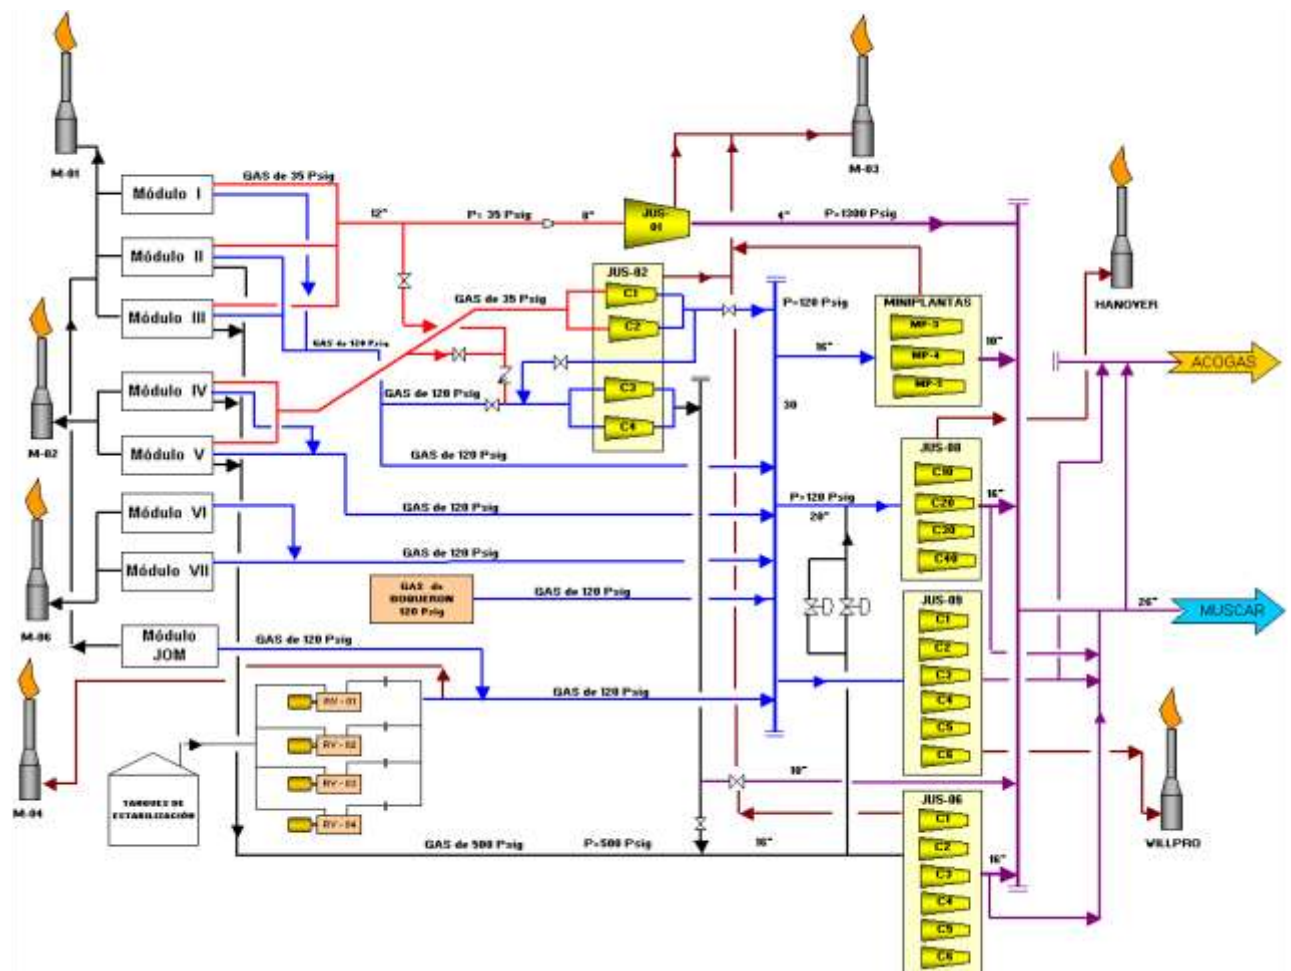 M-01
Módulo I
GAS de 35 Psig
12"
P= 35 Psig
8"
JUS-
01
4"
P=1300 Psig
M-03
HANOVER
Módulo II
Módulo III
GAS de 120 Psig
GAS de 35 Psig
JUS-02
C1
C2
C3
C4
P=120 Psig
16"
MINIPLANTAS
MP-3
MP-4
10"
ACOGAS
M-02
Módulo IV
Módulo V
GAS de 120 Psig
GAS de 120 Psig
30
JUS-08
C10
C20
C40
16"
P=120 Psig
20"
Módulo VI
Módulo VII
GAS de 120 Psig
GAS de 120 Psig
GAS de
BOQUERON
120 Psig
GAS de 120 Psig
M-06
JUS-09
C1
C2
C3
C4
C5
C6
26"
MUSCAR
Módulo
JOM
GAS de 120 Psig
GAS de 120 Psig
RV-01
RV-02
RV-03
RV-04
M-04
TANQUES DE
ESTABILIZACIÓN
10"
GAS de 500 Psig
P=500 Psig
16"
JUS-06
C1
C2
C3
C4
C5
C6
16"
WILLPRO